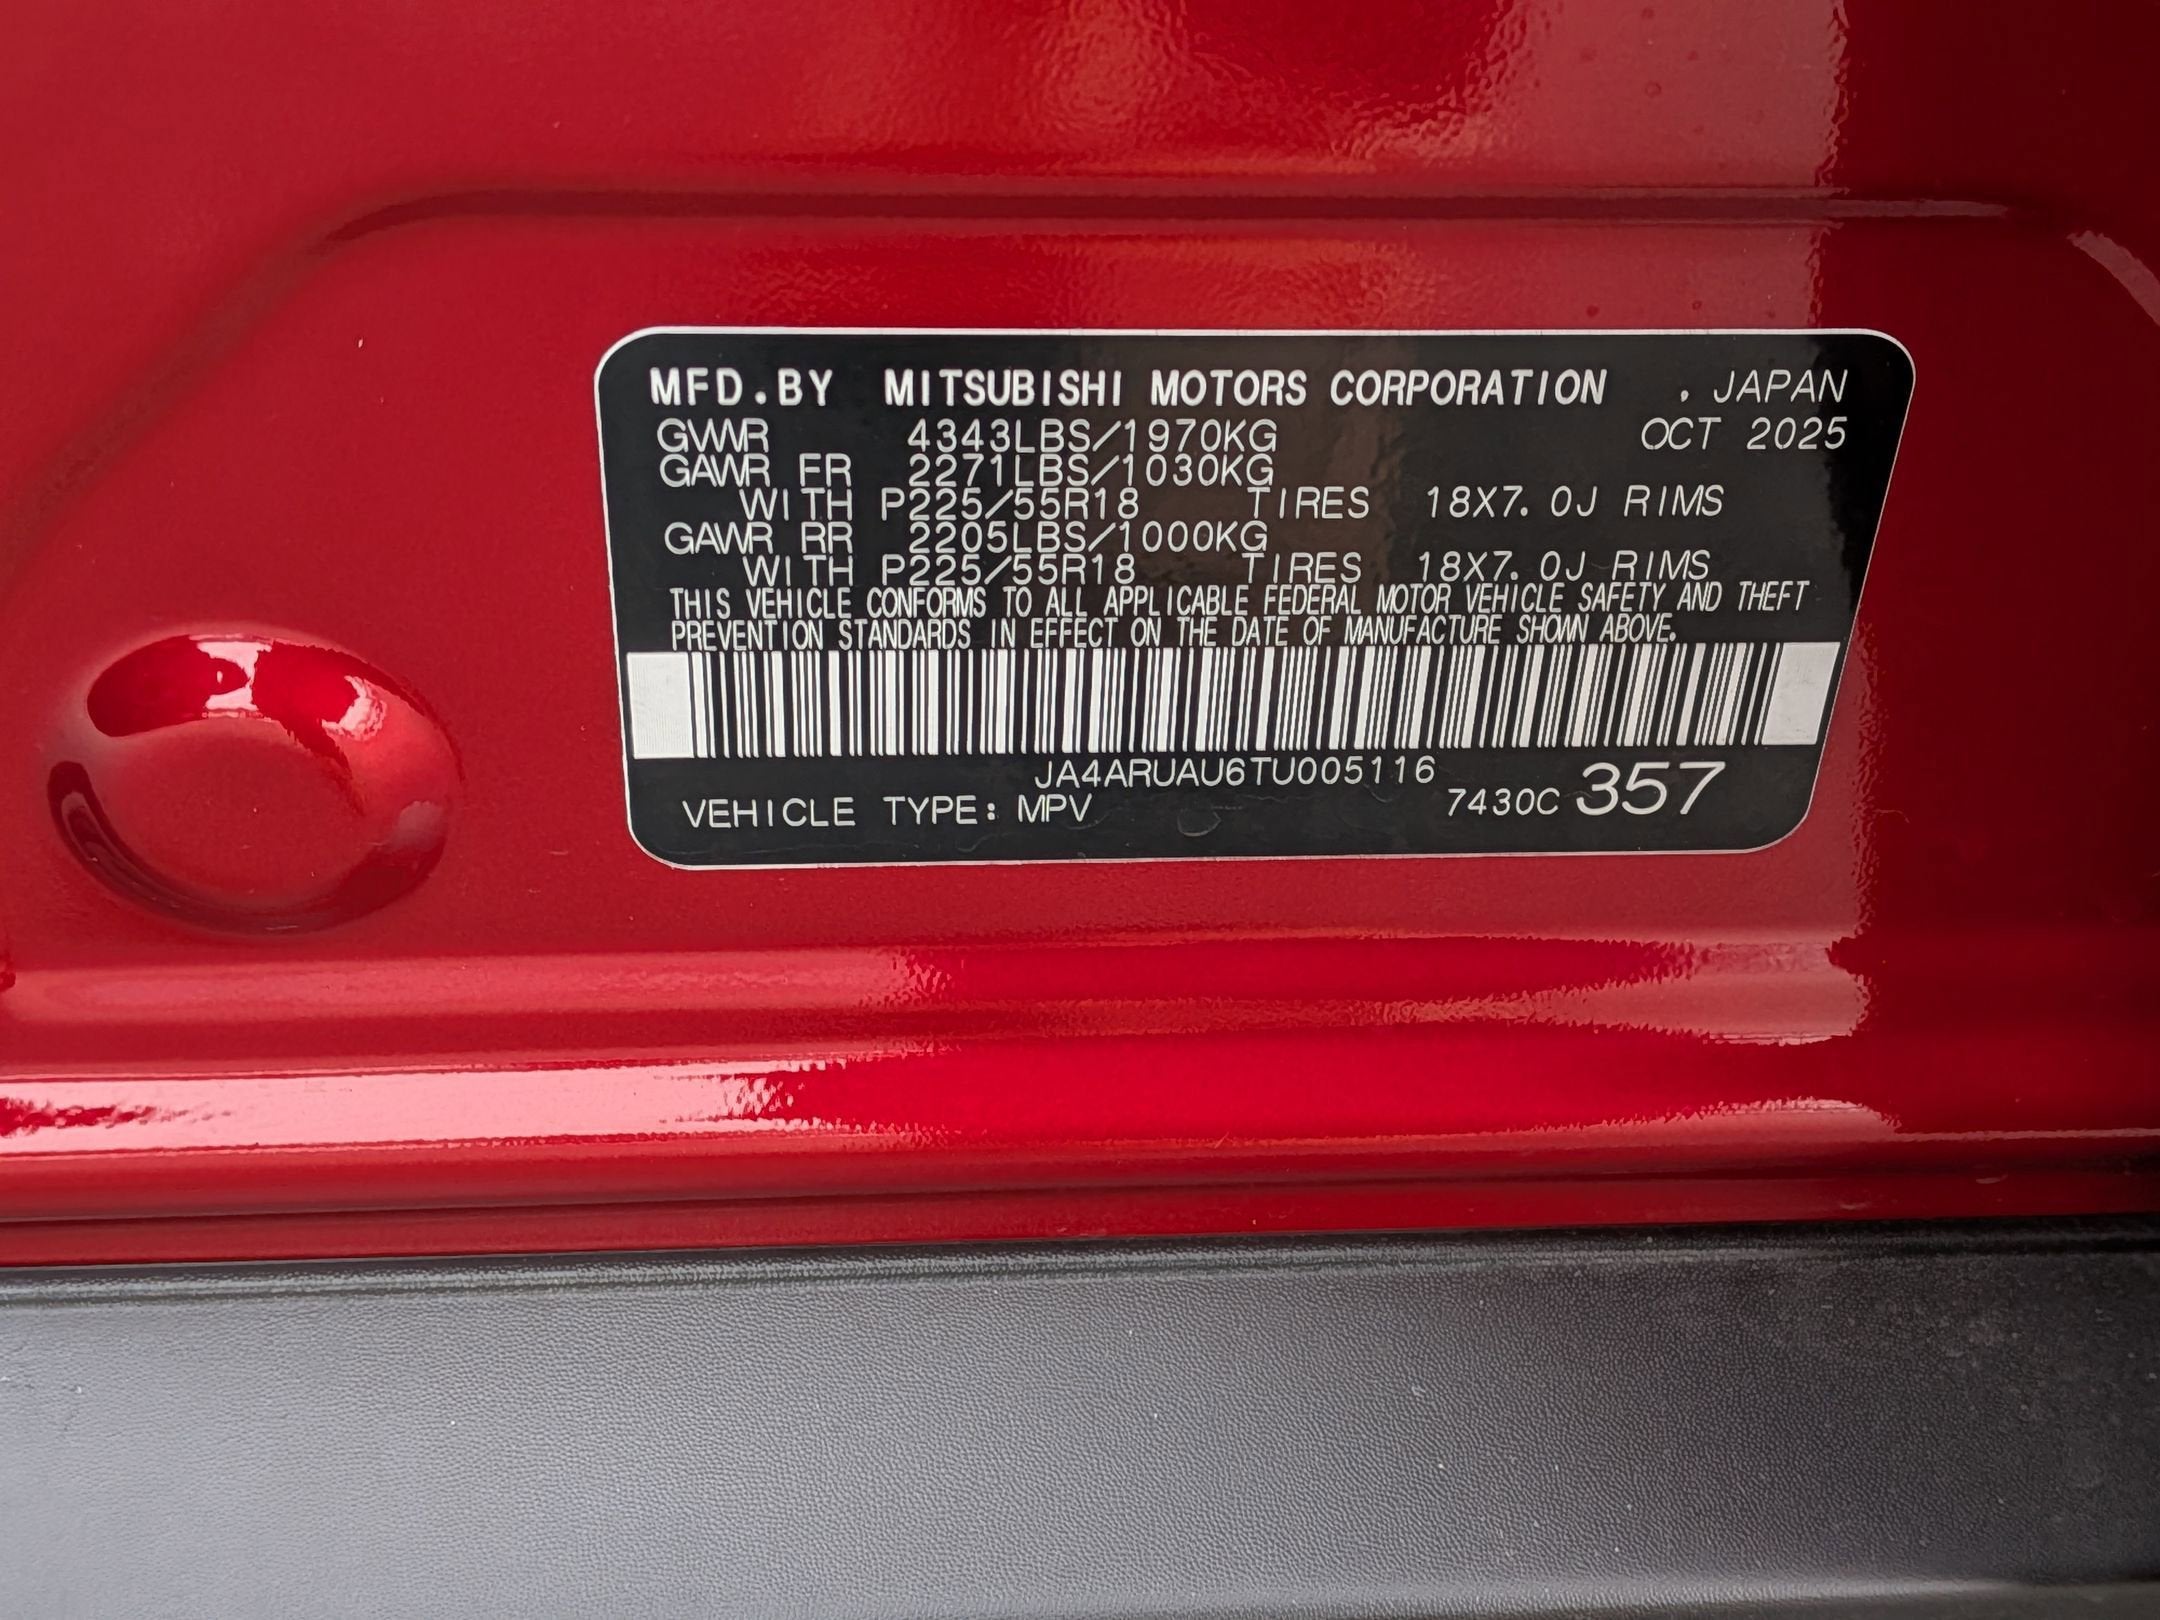 MFD.BY MITSUBISHI MOTORS CORPORATION . JAPAN
GVWR 4343LBS/1970KG OCT 2025
GAWR FR 2271LBS/1030KG
WITH P225/55R18 TIRES 18X7.0J RIMS
GAWR RR 2205LBS/1000KG
WITH P225/55R18 TIRES 18X7.0J RIMS
THIS VEHICLE CONFORMS TO ALL APPLICABLE FEDERAL MOTOR VEHICLE SAFETY AND THEFT
PREVENTION STANDARDS IN EFFECT ON THE DATE OF MANUFACTURE SHOWN ABOVE.
JA4ARUAU6TU005116
VEHICLE TYPE: MPV 7430C 357